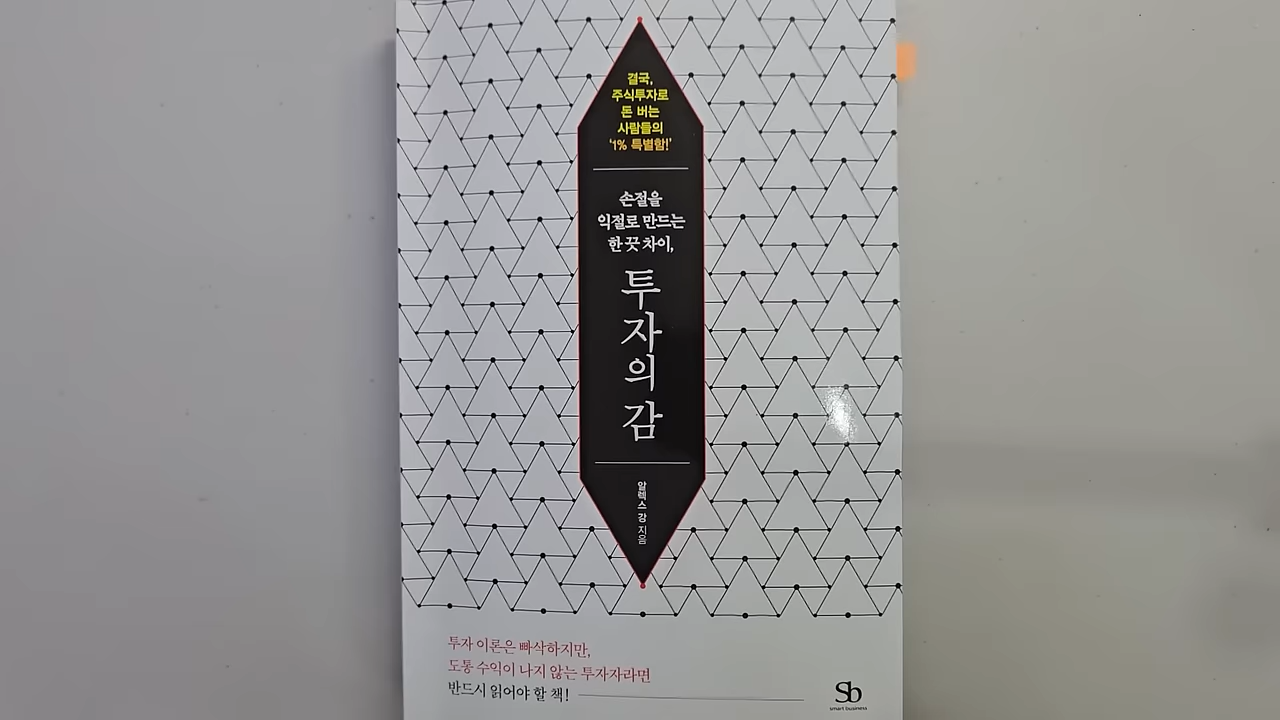 결국,
주식투자로
돈 버는
사람들의
'1% 특별함!'
손절을
익절로 만드는
한 끗 차이,
투자의 감
알렉스 강 지음
투자 이론은 빠삭하지만,
도통 수익이 나지 않는 투자자라면
반드시 읽어야 할 책!
Sb
smart business